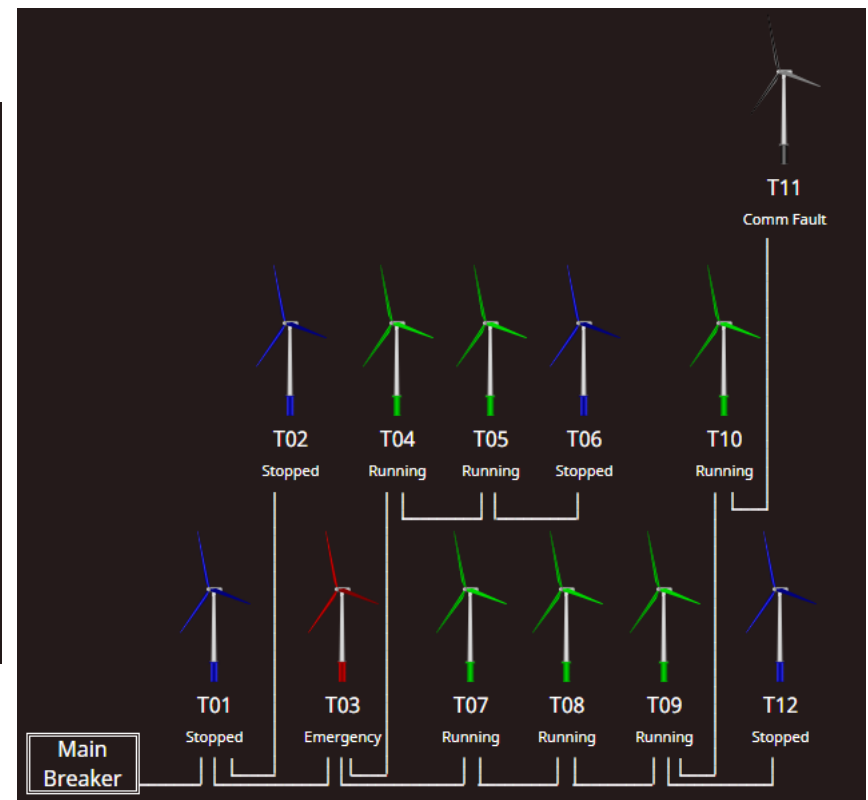 T11
Comm Fault
T02
T04
T05
T06
T10
Stopped
Running
Running
Stopped
Running
T01
T03
T07
T08
T09
T12
Stopped
Emergency
Running
Running
Running
Stopped
Main
Breaker